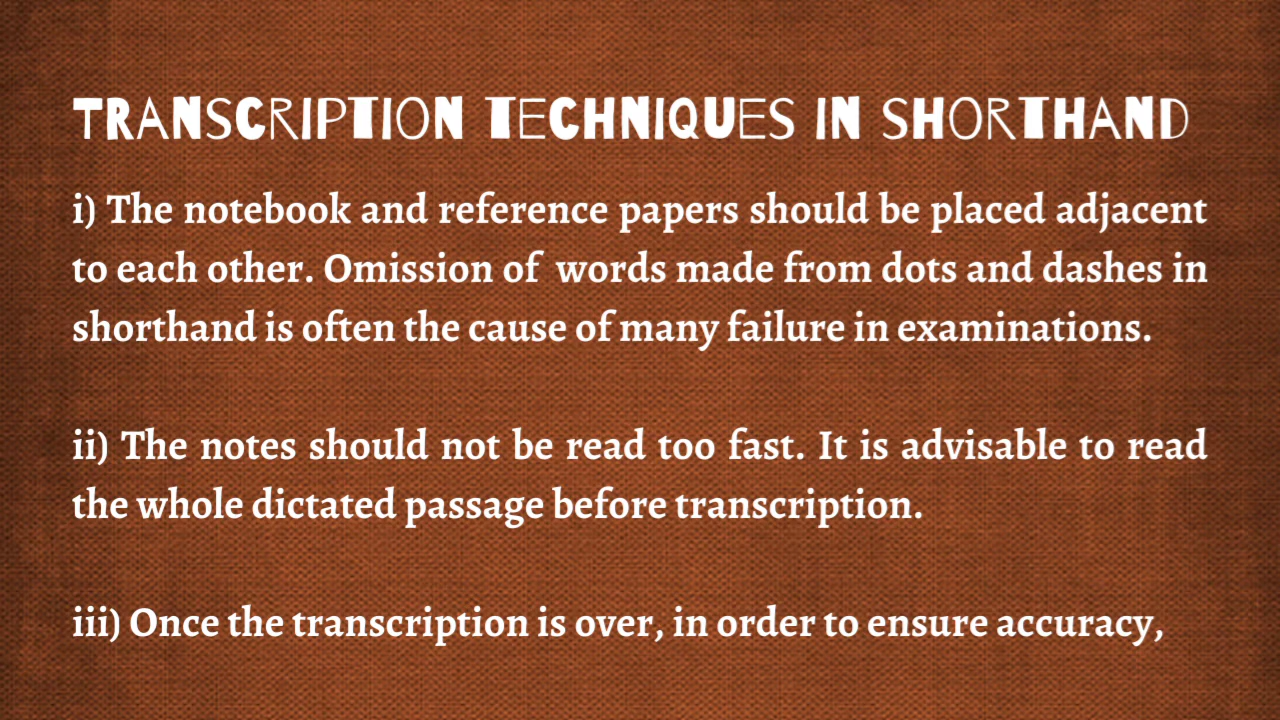 TRANSCRIPTION TECHNIQUES IN SHORTHAND
i) The notebook and reference papers should be placed adjacent
to each other. Omission of  words made from dots and dashes in
shorthand is often the cause of many failure in examinations.
ii) The notes should not be read too fast. It is advisable to read
the whole dictated passage before transcription.
iii) Once the transcription is over, in order to ensure accuracy,